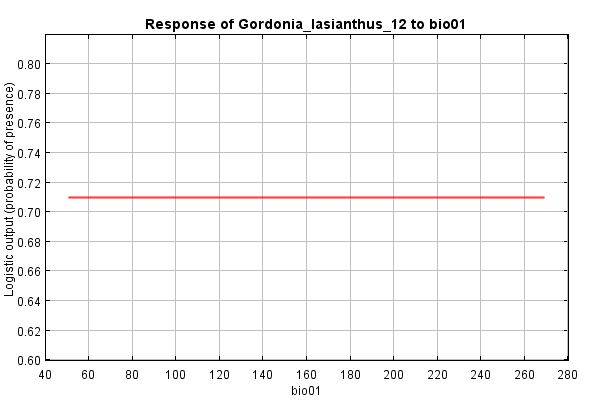 Response of Gordonia_lasianthus_12 to bio01
Logistic output (probability of presence)
0.80
0.78
0.76
0.74
0.72
0.70
0.68
0.66
0.64
0.62
0.60
40 60 80 100 120 140 160 180 200 220 240 260 280
bio01